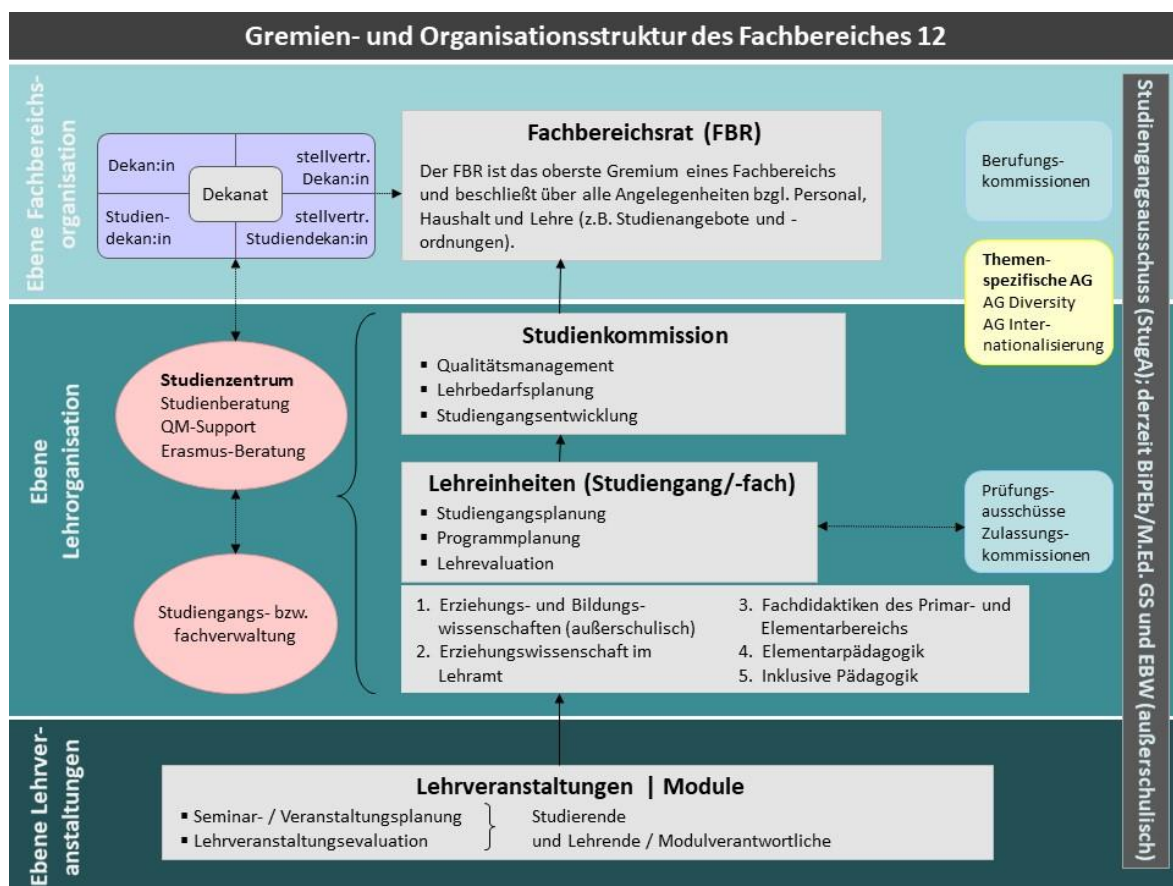 Gremien- und Organisationsstruktur des Fachbereiches 12
Ebene Fachbereichs-
organisation
Dekan:in
stellvertr.
Dekan:in
Dekanat
Studien-
dekan:in
stellvertr.
Studiendekan:in
Fachbereichsrat (FBR)
Der FBR ist das oberste Gremium eines Fachbereichs
und beschließt über alle Angelegenheiten bzgl. Personal,
Haushalt und Lehre (z.B. Studienangebote und -
ordnungen).
Berufungs-
kommissionen
Themen-
spezifische AG
AG Diversity
AG Inter-
nationalisierung
Ebene
Lehrorganisation
Studienzentrum
Studienberatung
QM-Support
Erasmus-Beratung
Studiengangs- bzw.
fachverwaltung
Studienkommission
▪ Qualitätsmanagement
▪ Lehrbedarfsplanung
▪ Studiengangsentwicklung
Lehreinheiten (Studiengang/-fach)
▪ Studiengangsplanung
▪ Programmplanung
▪ Lehrevaluation
1. Erziehungs- und Bildungs-
wissenschaften (außerschulisch)
2. Erziehungswissenschaft im
Lehramt
3. Fachdidaktiken des Primar- und
Elementarbereichs
4. Elementarpädagogik
5. Inklusive Pädagogik
Prüfungs-
ausschüsse
Zulassungs-
kommissionen
Ebene Lehrver-
anstaltungen
Lehrveranstaltungen | Module
▪ Seminar- / Veranstaltungsplanung
▪ Lehrveranstaltungsevaluation
Studierende
und Lehrende / Modulverantwortliche
Studiengangsausschuss (StugA); derzeit BiPEb/M.Ed. GS und EBW (außerschulisch)